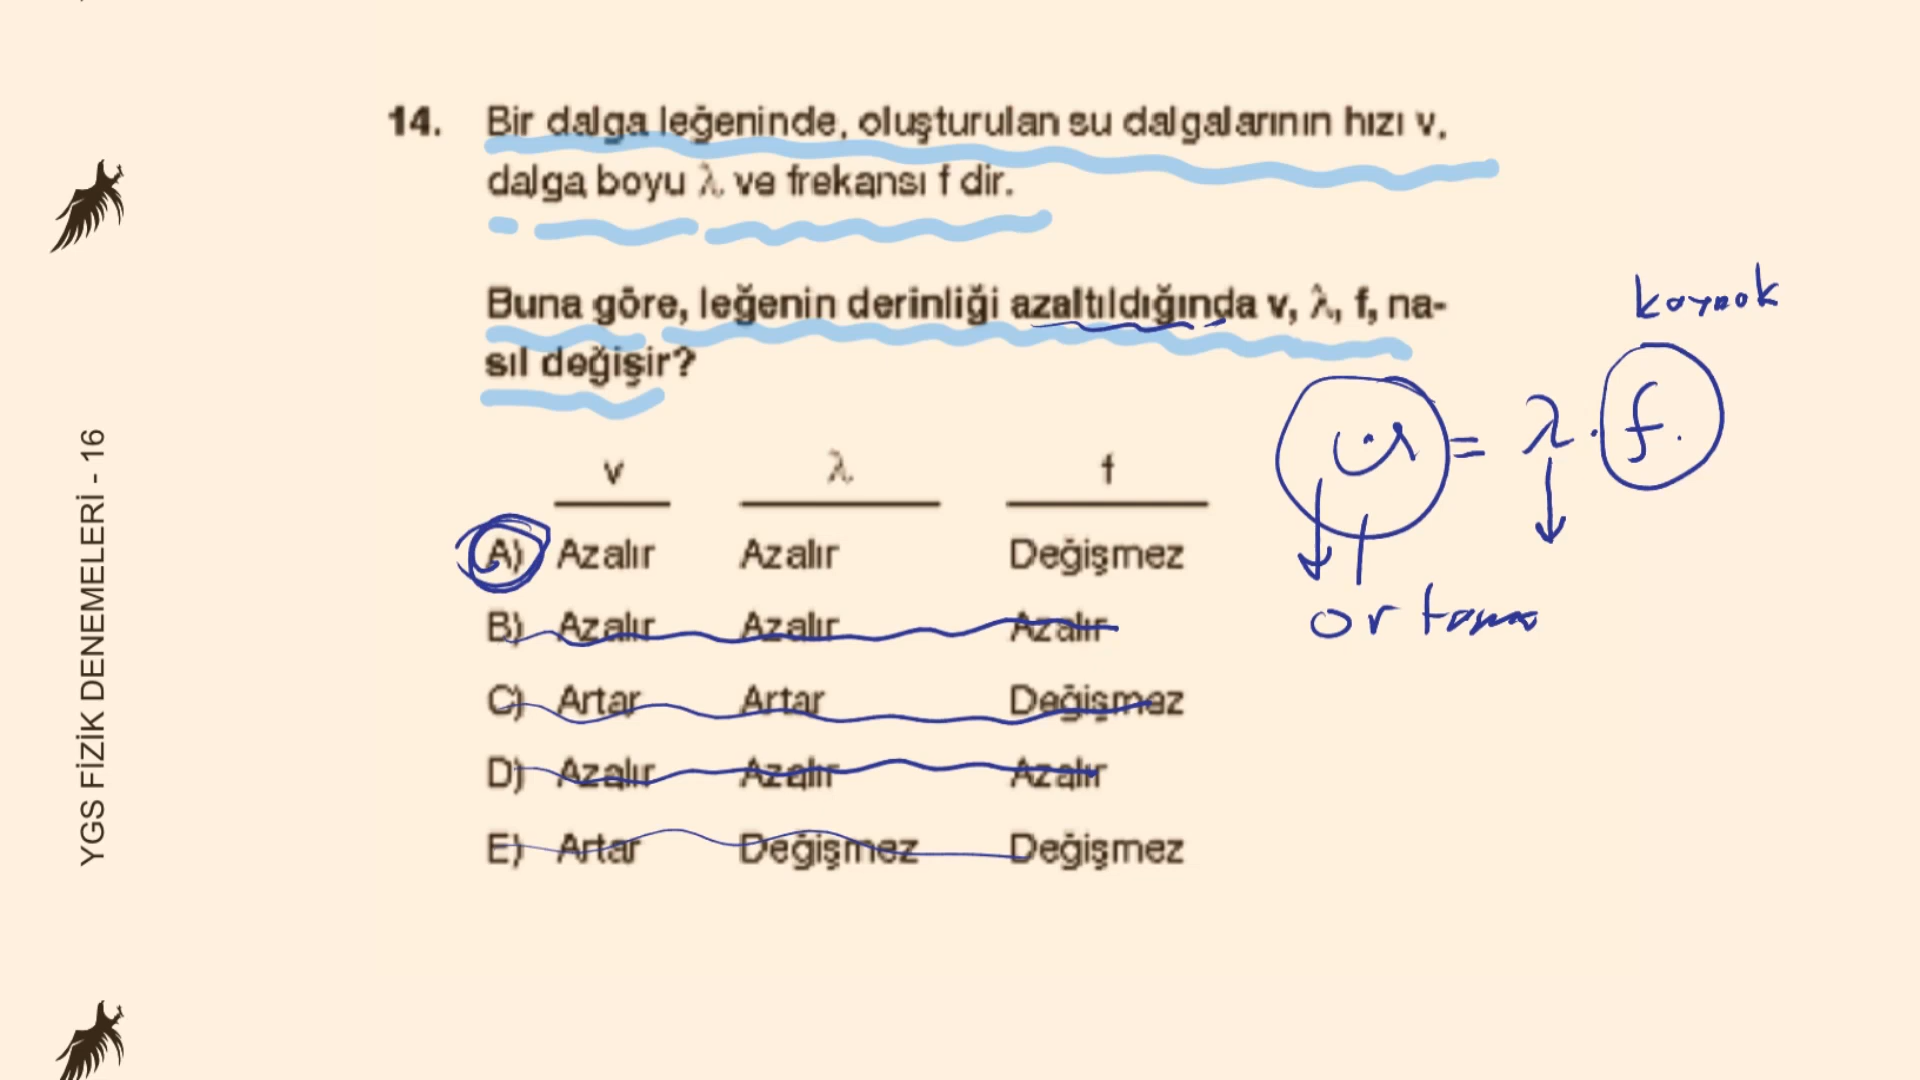 14. Bir dalga leğeninde, oluşturulan su dalgalarının hızı v,
dalga boyu λ ve frekansı f dir.
Buna göre, leğenin derinliği azaltıldığında v, λ, f, na-
sıl değişir?
v λ f
A) Azalır Azalır Değişmez
B) Azalır Azalır Azalır
C) Artar Artar Değişmez
D) Azalır Azalır Azalır
E) Artar Değişmez Değişmez
kaynak
v = λ . f.
ortam
YGS FİZİK DENEMELERİ - 16